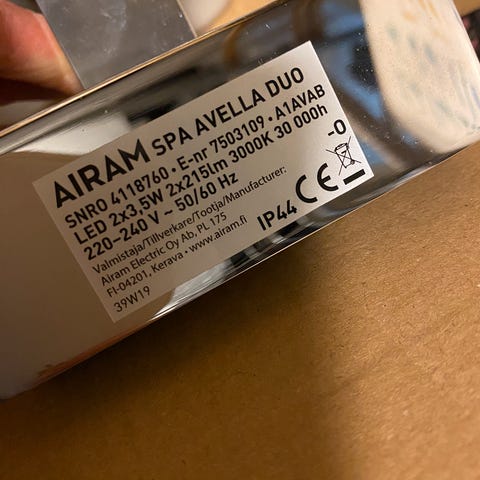 AIRAM SPA AVELLA DUO
SNRO 4118760 • E-nr 7503109 • A1AVAB
LED 2x3,5W 2x215lm 3000K 30 000h
220–240 V ~ 50/60 Hz
Valmistaja/Tillverkare/Tootja/Manufacturer:
Airam Electric Oy Ab, PL 175
FI-04201, Kerava • www.airam.fi
39W19
IP44 CE
-0